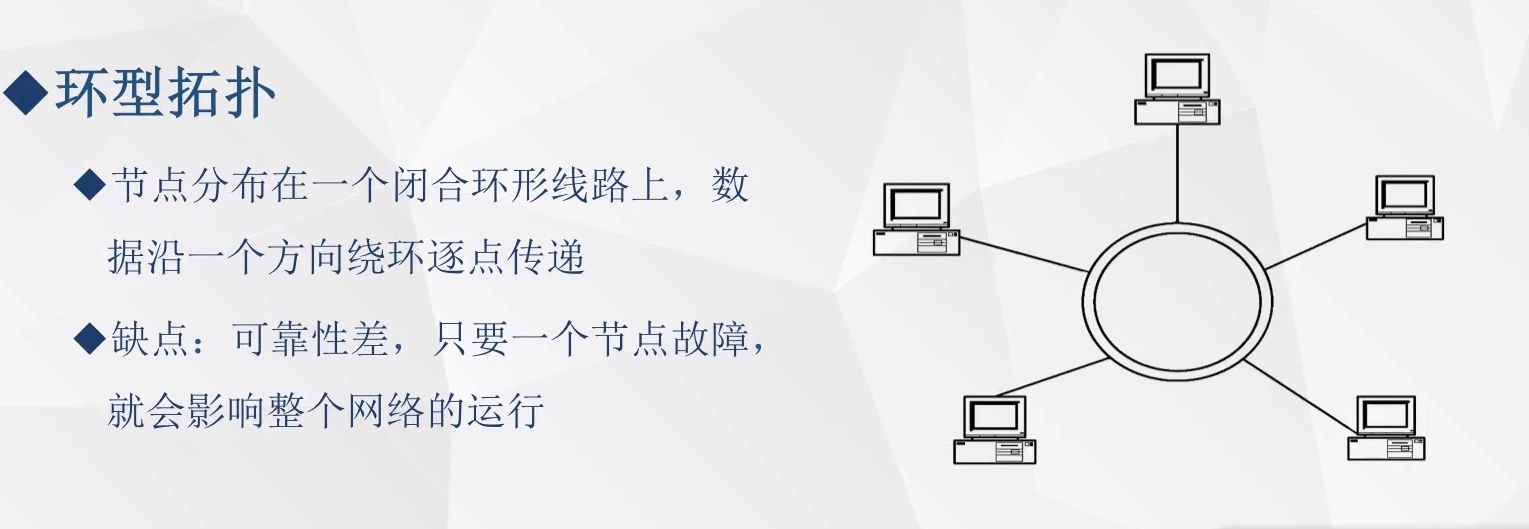 ◆环型拓扑
◆节点分布在一个闭合环形线路上，数
据沿一个方向绕环逐点传递
◆缺点：可靠性差，只要一个节点故障，
就会影响整个网络的运行